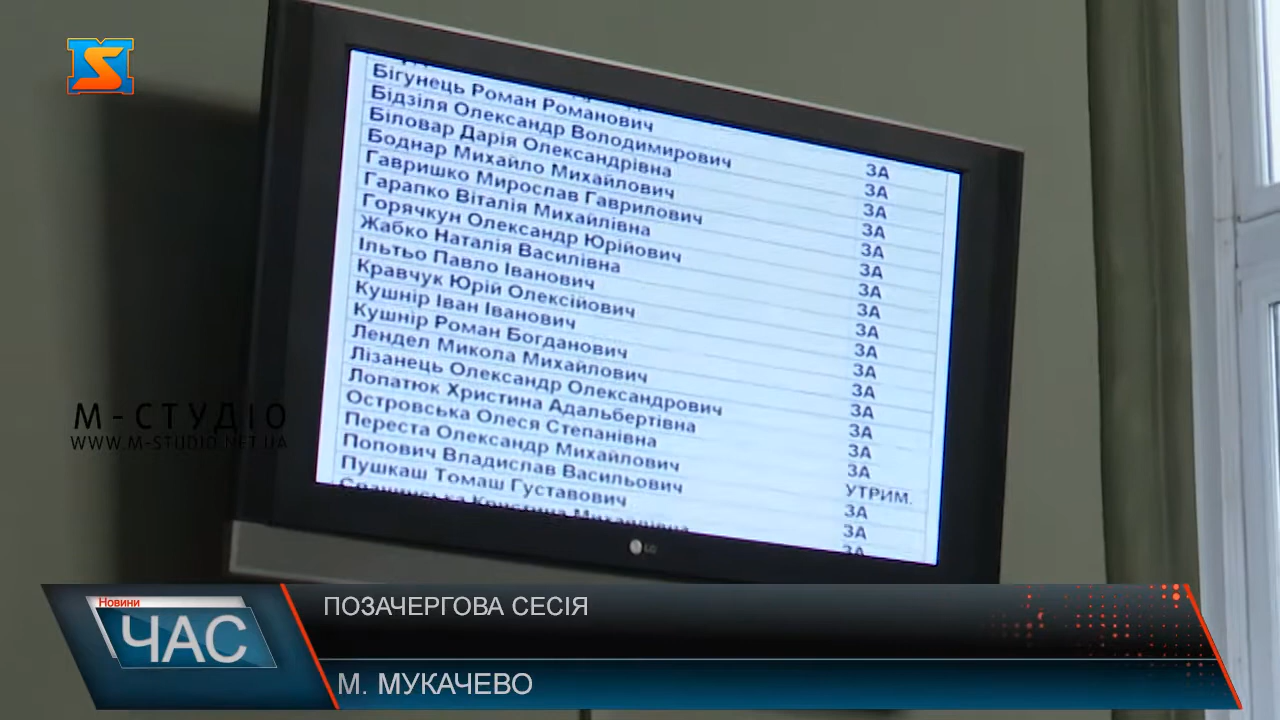 Бігунець Роман Романович ЗА
Бідзіля Олександр Володимирович ЗА
Біловар Дарія Олександрівна ЗА
Боднар Михайло Михайлович ЗА
Гавришко Мирослав Гаврилович ЗА
Гарапко Віталія Михайлівна ЗА
Горячкун Олександр Юрійович ЗА
Жабко Наталія Василівна ЗА
Ільтьо Павло Іванович ЗА
Кравчук Юрій Олексійович ЗА
Кушнір Іван Іванович ЗА
Кушнір Роман Богданович ЗА
Лендел Микола Михайлович ЗА
Лізанець Олександр Олександрович ЗА
Лопатюк Христина Адальбертівна ЗА
Островська Олеся Степанівна ЗА
Переста Олександр Михайлович УТРИМ.
Попович Владислав Васильович ЗА
Пушкаш Томаш Густавович ЗА
Кристина Михайлівна ЗА
LG
М-СТУДІО
WWW.M-STUDIO.NET.UA
Новини
ЧАС
ПОЗАЧЕРГОВА СЕСІЯ
М. МУКАЧЕВО